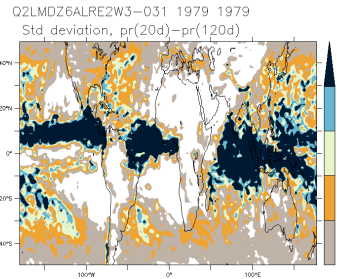 Q2LMDZ6ALRE2W3-031 1979 1979
Std deviation, pr(20d)-pr(120d)
40°N
20°N
0°
20°S
40°S
100°W
0°
100°E